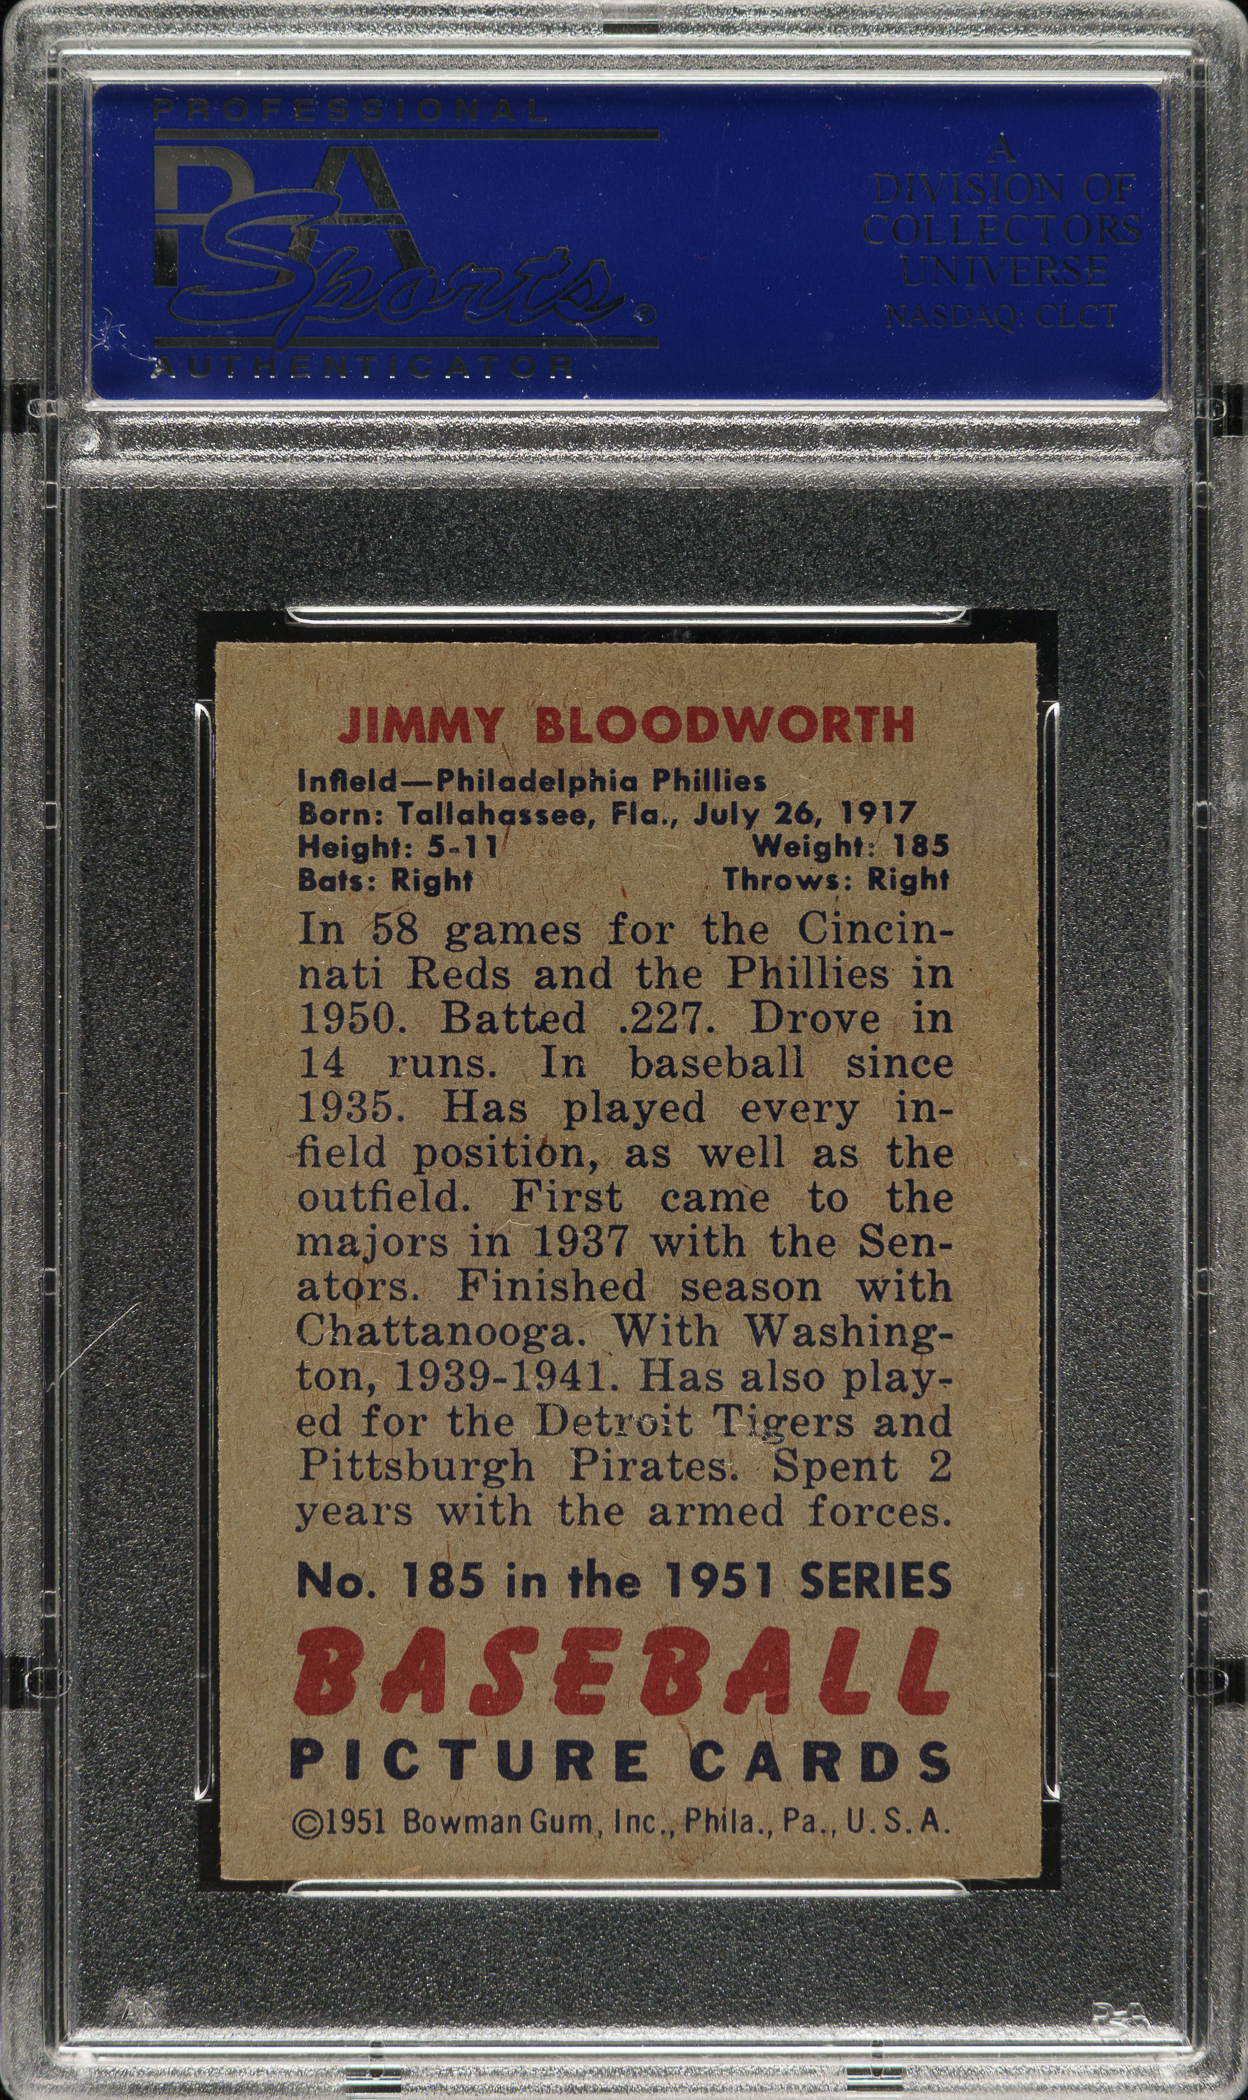 PROFESSIONAL
PSA
Sports®
AUTHENTICATOR
A
DIVISION OF
COLLECTORS
UNIVERSE
NASDAQ: CLCT
JIMMY BLOODWORTH
Infield—Philadelphia Phillies
Born: Tallahassee, Fla., July 26, 1917
Height: 5-11 Weight: 185
Bats: Right Throws: Right
In 58 games for the Cincin-
nati Reds and the Phillies in
1950. Batted .227. Drove in
14 runs. In baseball since
1935. Has played every in-
field position, as well as the
outfield. First came to the
majors in 1937 with the Sen-
ators. Finished season with
Chattanooga. With Washing-
ton, 1939-1941. Has also play-
ed for the Detroit Tigers and
Pittsburgh Pirates. Spent 2
years with the armed forces.
No. 185 in the 1951 SERIES
BASEBALL
PICTURE CARDS
©1951 Bowman Gum, Inc., Phila., Pa., U.S.A.
PSA